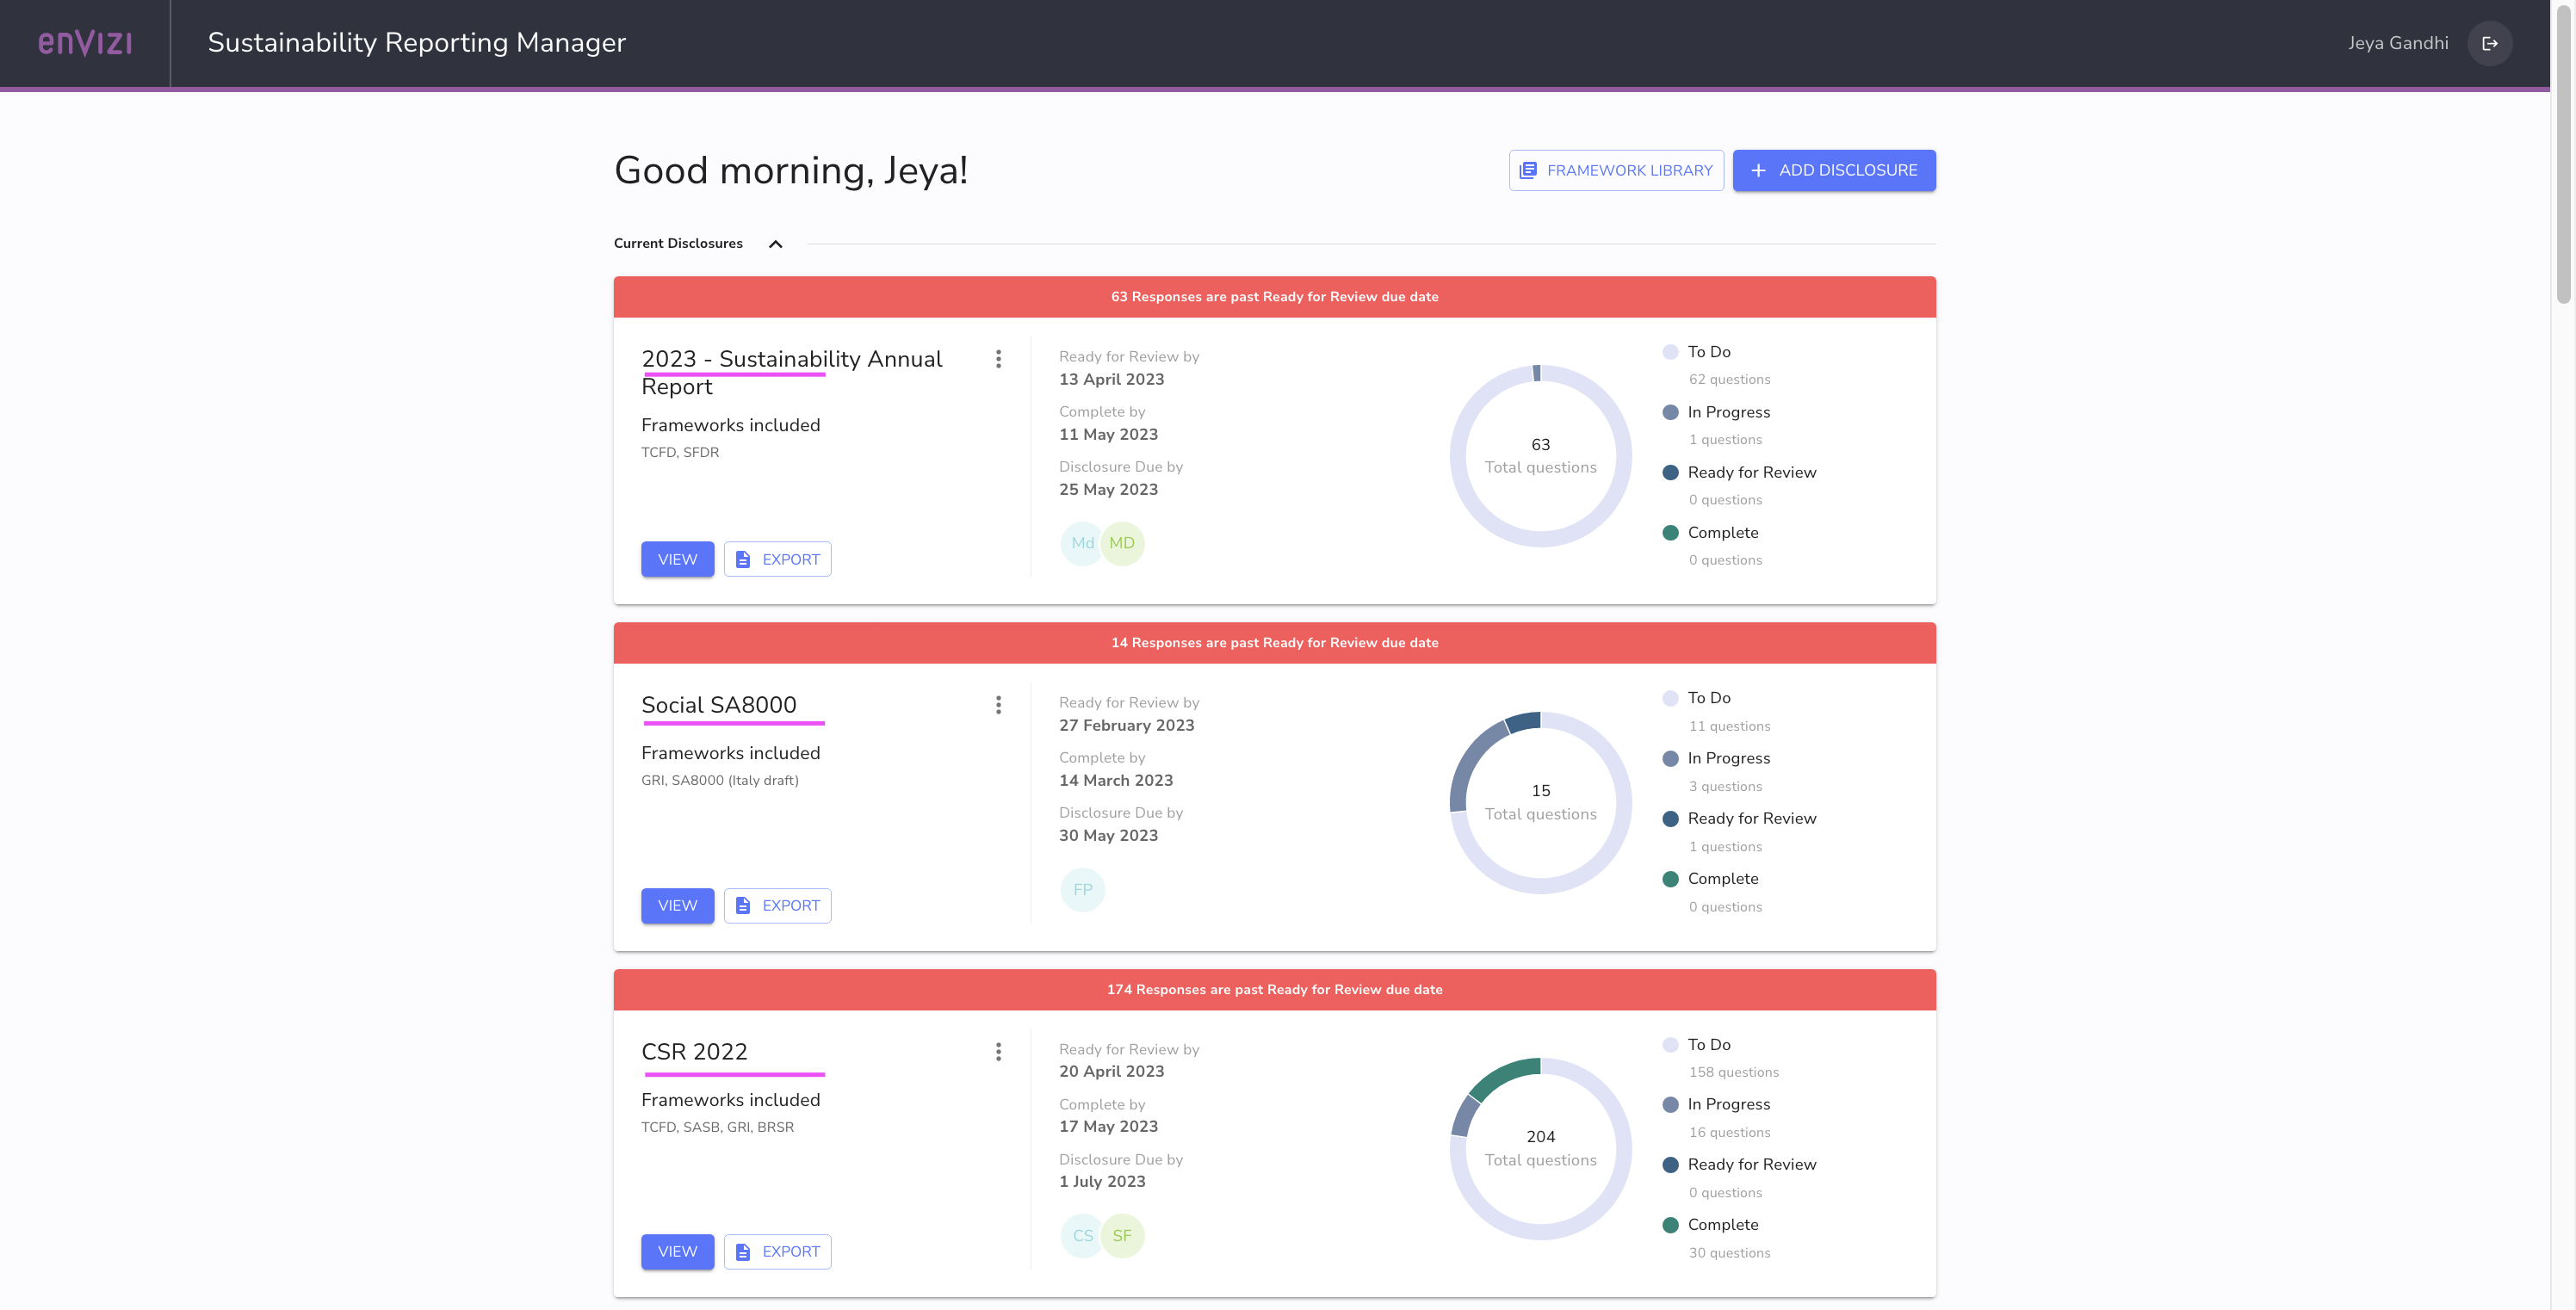 enVizi
Sustainability Reporting Manager
Jeya Gandhi
Good morning, Jeya!
FRAMEWORK LIBRARY
ADD DISCLOSURE
Current Disclosures
63 Responses are past Ready for Review due date
2023 - Sustainability Annual
Report
Frameworks included
TCFD, SFDR
VIEW
EXPORT
Ready for Review by
13 April 2023
Complete by
11 May 2023
Disclosure Due by
25 May 2023
Md
MD
63
Total questions
To Do
62 questions
In Progress
1 questions
Ready for Review
0 questions
Complete
0 questions
14 Responses are past Ready for Review due date
Social SA8000
Frameworks included
GRI, SA8000 (Italy draft)
VIEW
EXPORT
Ready for Review by
27 February 2023
Complete by
14 March 2023
Disclosure Due by
30 May 2023
FP
15
Total questions
To Do
11 questions
In Progress
3 questions
Ready for Review
1 questions
Complete
0 questions
174 Responses are past Ready for Review due date
CSR 2022
Frameworks included
TCFD, SASB, GRI, BRSR
VIEW
EXPORT
Ready for Review by
20 April 2023
Complete by
17 May 2023
Disclosure Due by
1 July 2023
CS
SF
204
Total questions
To Do
158 questions
In Progress
16 questions
Ready for Review
0 questions
Complete
30 questions